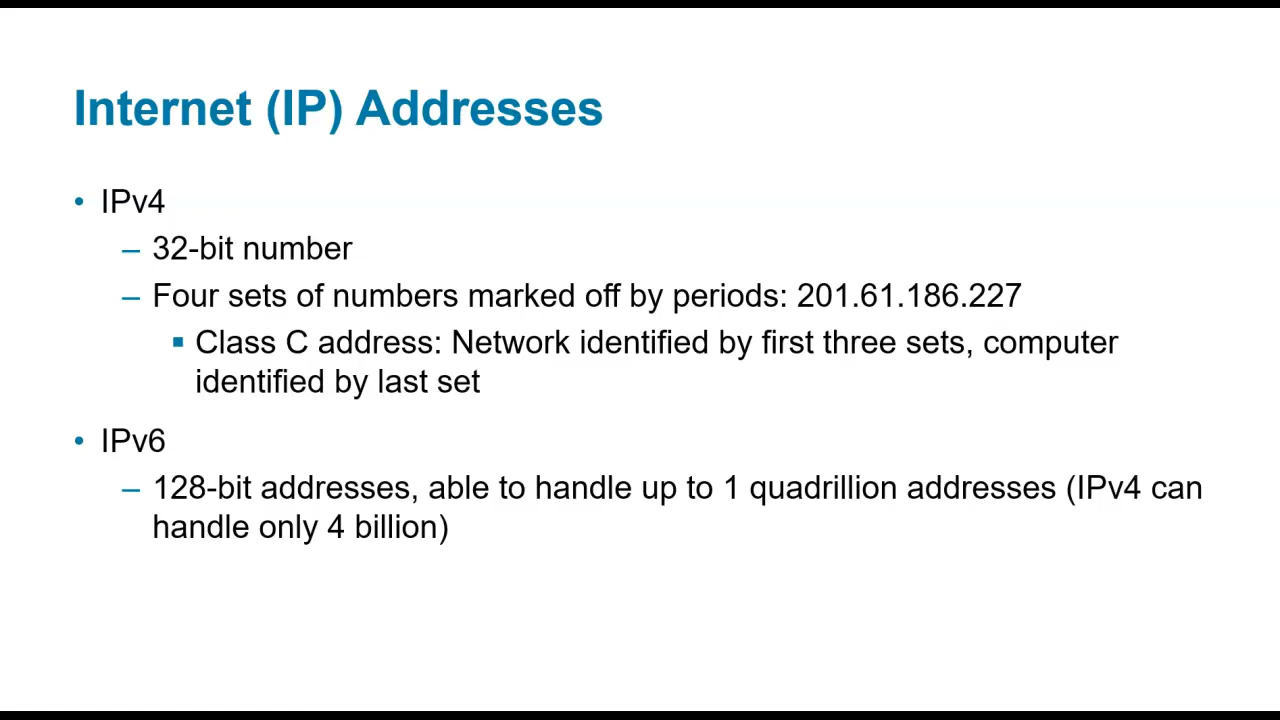 Internet (IP) Addresses
• IPv4
– 32-bit number
– Four sets of numbers marked off by periods: 201.61.186.227
▪ Class C address: Network identified by first three sets, computer
identified by last set
• IPv6
– 128-bit addresses, able to handle up to 1 quadrillion addresses (IPv4 can
handle only 4 billion)